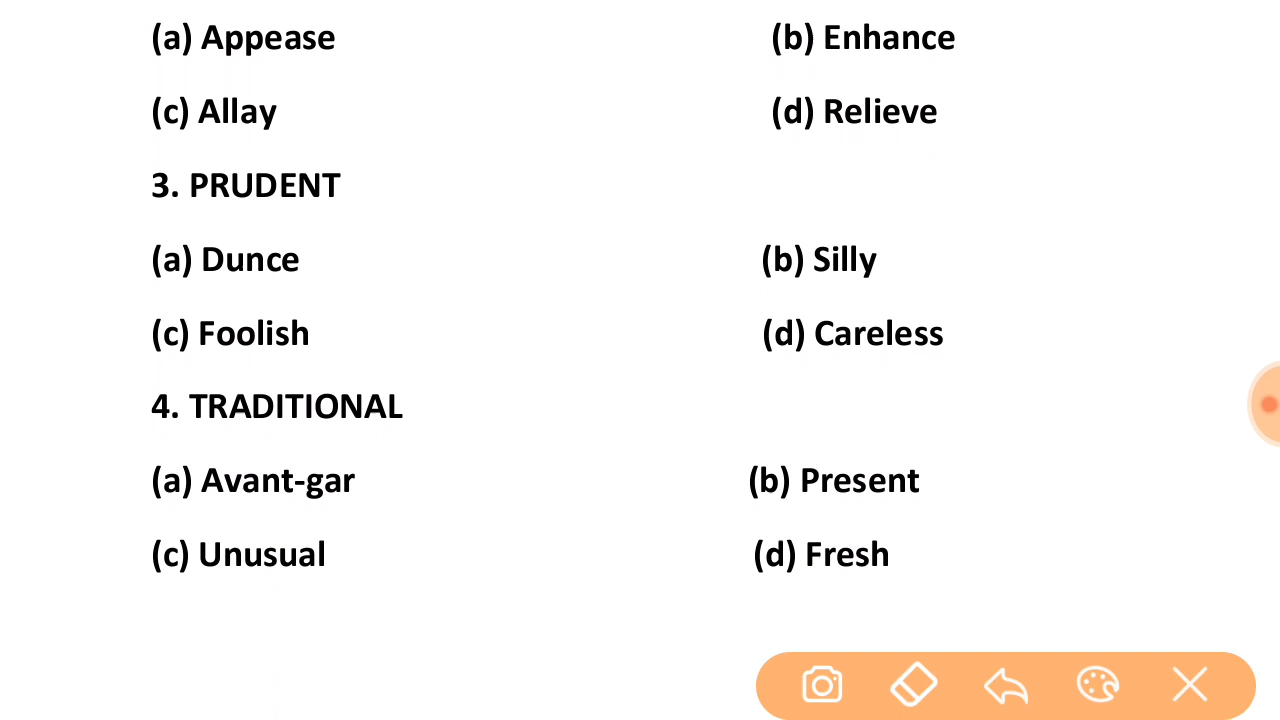 (a) Appease (b) Enhance
(c) Allay (d) Relieve
3. PRUDENT
(a) Dunce (b) Silly
(c) Foolish (d) Careless
4. TRADITIONAL
(a) Avant-gar (b) Present
(c) Unusual (d) Fresh